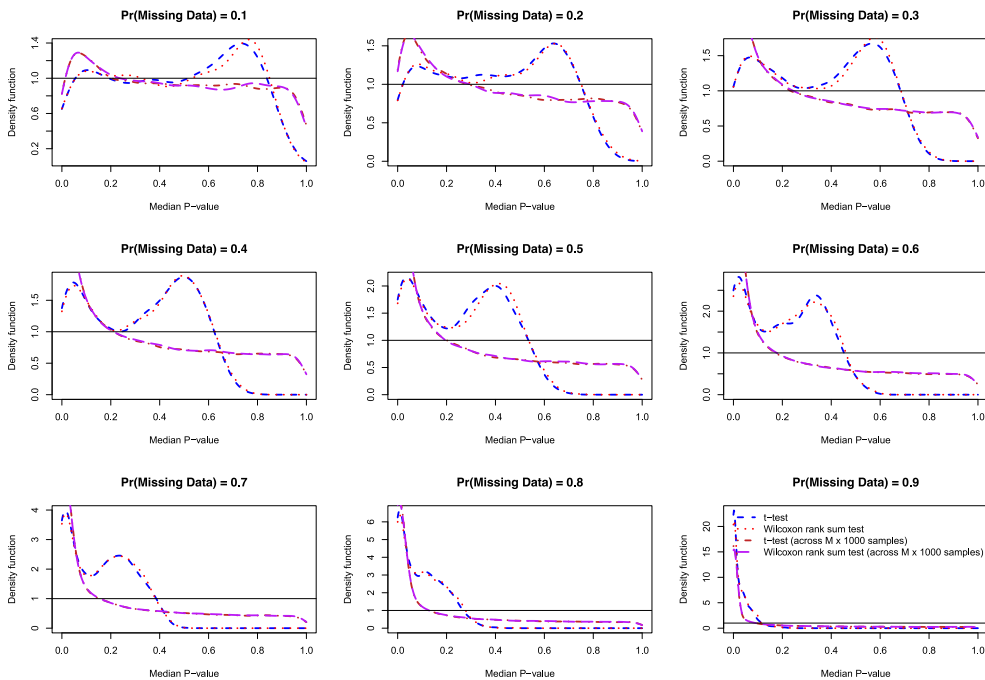 Pr(Missing Data) = 0.1
Density function
0.2 0.6 1.0 1.4
0.0 0.2 0.4 0.6 0.8 1.0
Median P−value
Pr(Missing Data) = 0.2
Density function
0.0 0.5 1.0 1.5
0.0 0.2 0.4 0.6 0.8 1.0
Median P−value
Pr(Missing Data) = 0.3
Density function
0.0 0.5 1.0 1.5
0.0 0.2 0.4 0.6 0.8 1.0
Median P−value
Pr(Missing Data) = 0.4
Density function
0.0 0.5 1.0 1.5
0.0 0.2 0.4 0.6 0.8 1.0
Median P−value
Pr(Missing Data) = 0.5
Density function
0.0 0.5 1.0 1.5 2.0
0.0 0.2 0.4 0.6 0.8 1.0
Median P−value
Pr(Missing Data) = 0.6
Density function
0.0 1.0 2.0
0.0 0.2 0.4 0.6 0.8 1.0
Median P−value
Pr(Missing Data) = 0.7
Density function
0 1 2 3 4
0.0 0.2 0.4 0.6 0.8 1.0
Median P−value
Pr(Missing Data) = 0.8
Density function
0 1 2 3 4 5 6
0.0 0.2 0.4 0.6 0.8 1.0
Median P−value
Pr(Missing Data) = 0.9
Density function
0 5 10 15 20
t−test
Wilcoxon rank sum test
t−test (across M x 1000 samples)
Wilcoxon rank sum test (across M x 1000 samples)
0.0 0.2 0.4 0.6 0.8 1.0
Median P−value